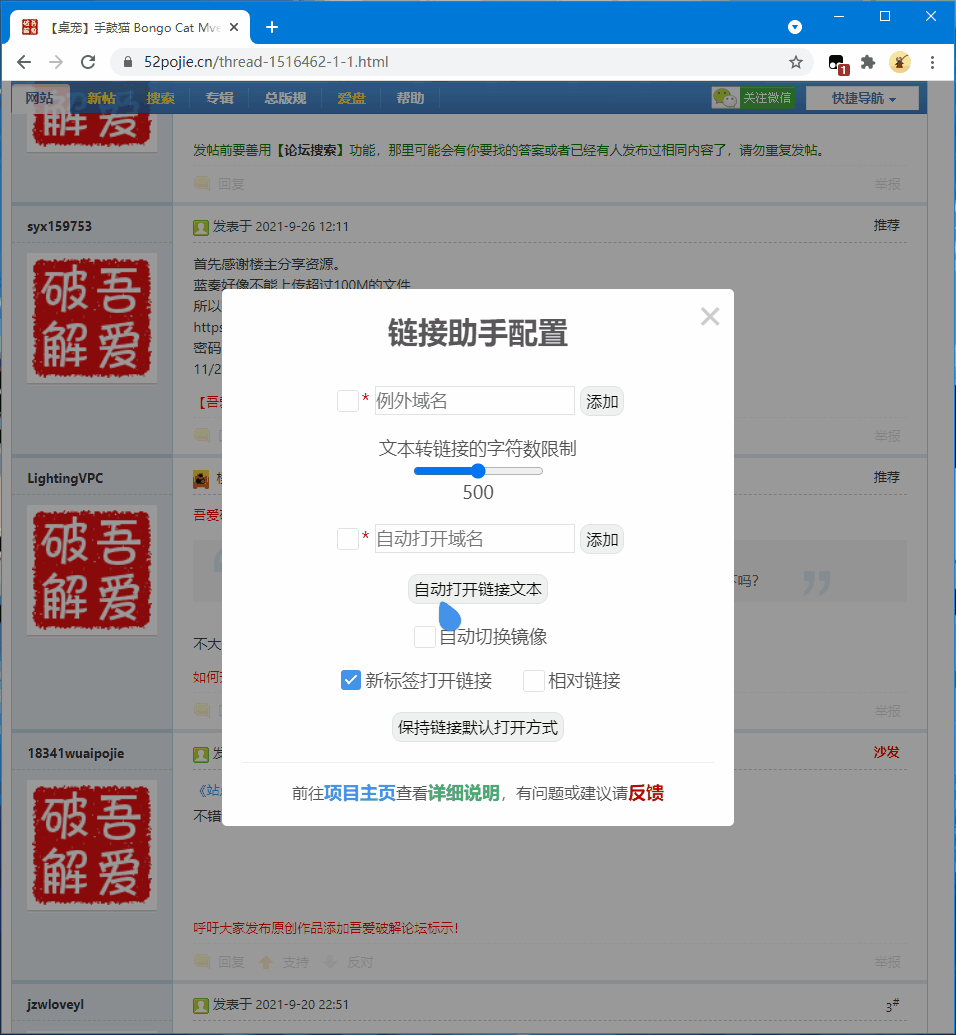 【桌宠】手鼓猫 Bongo Cat Mve
52pojie.cn/thread-1516462-1-1.html
1
网站 新帖 搜索 专辑 总版规 爱盘 帮助 关注微信 快捷导航
破吾解爱
发帖前要善用【论坛搜索】功能，那里可能会有你要找的答案或者已经有人发布过相同内容了，请勿重复发帖。
回复 举报
syx159753 发表于 2021-9-26 12:11 推荐
破吾
解爱
首先感谢楼主分享资源。
蓝奏好像不能上传超过100M的文件
所以
https
密码
11/2
【吾
举报
链接助手配置
* 例外域名 添加
文本转链接的字符数限制
500
* 自动打开域名 添加
自动打开链接文本
自动切换镜像
新标签打开链接 相对链接
保持链接默认打开方式
前往项目主页查看详细说明，有问题或建议请反馈
LightingVPC 推荐
破吾
解爱
吾爱
吗？
不大
如何
举报
18341wuaipojie 发 沙发
破吾
解爱
《站
不错
呼吁大家发布原创作品添加吾爱破解论坛标示！
回复 支持 反对 举报
jzwloveyl 发表于 2021-9-20 22:51 3#